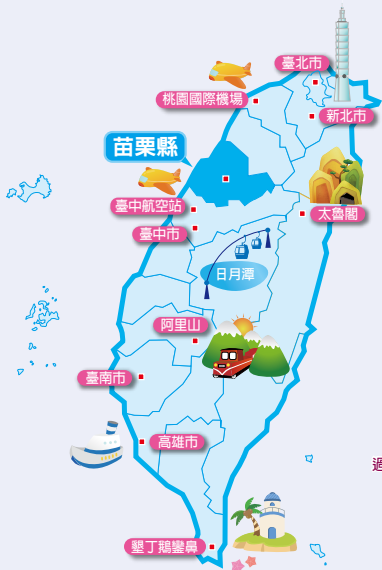 臺北市
桃園國際機場
新北市
苗栗縣
臺中航空站
太魯閣
臺中市
日月潭
阿里山
臺南市
高雄市
過
墾丁鵝鑾鼻